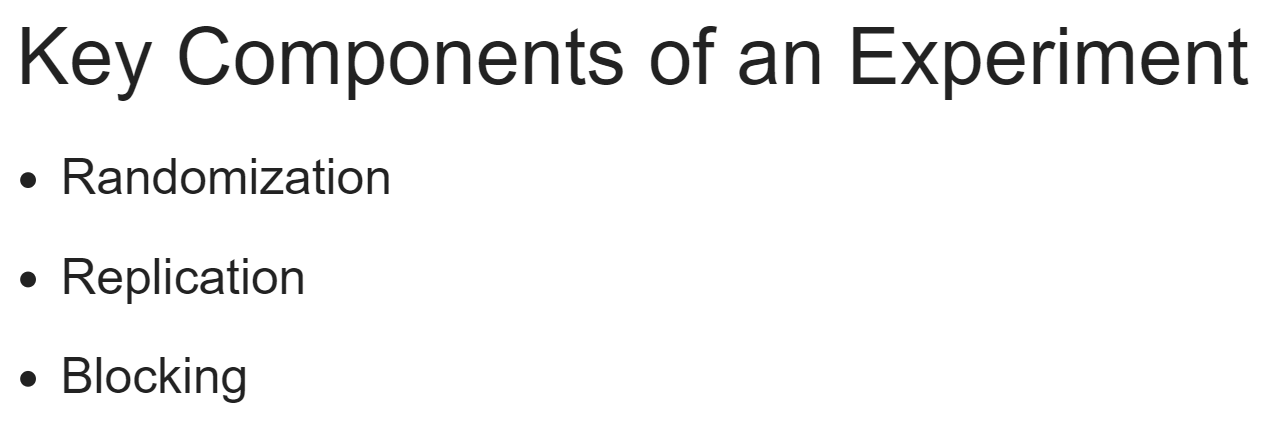 Key Components of an Experiment
• Randomization
• Replication
• Blocking